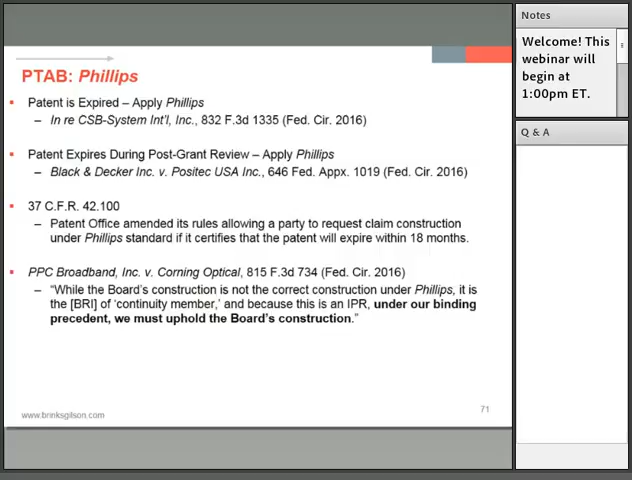 PTAB: Phillips
Patent is Expired – Apply Phillips
– In re CSB-System Int'l, Inc., 832 F.3d 1335 (Fed. Cir. 2016)
Patent Expires During Post-Grant Review – Apply Phillips
– Black & Decker Inc. v. Positec USA Inc., 646 Fed. Appx. 1019 (Fed. Cir. 2016)
37 C.F.R. 42.100
– Patent Office amended its rules allowing a party to request claim construction
under Phillips standard if it certifies that the patent will expire within 18 months.
PPC Broadband, Inc. v. Corning Optical, 815 F.3d 734 (Fed. Cir. 2016)
– “While the Board's construction is not the correct construction under Phillips, it is
the [BRI] of ‘continuity member,’ and because this is an IPR, under our binding
precedent, we must uphold the Board's construction.”
www.brinksgilson.com
71
Notes
Welcome! This
webinar will
begin at
1:00pm ET.
Q & A